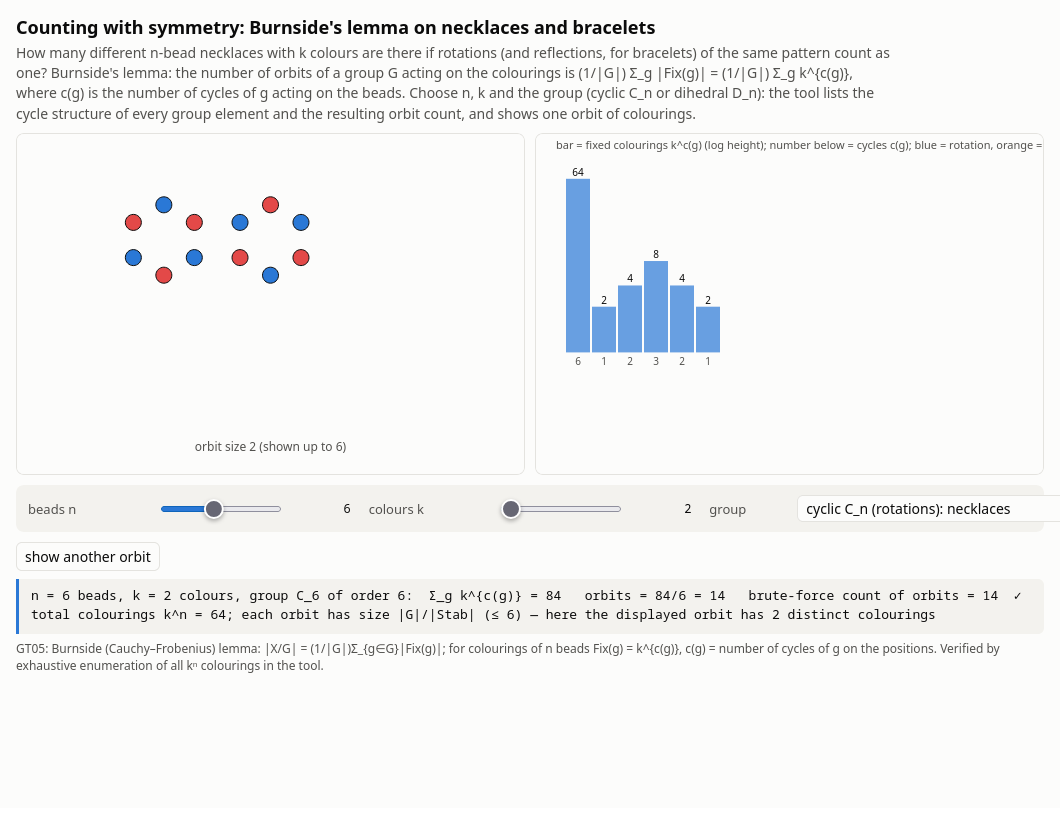 Counting with symmetry: Burnside's lemma on necklaces and bracelets
How many different n-bead necklaces with k colours are there if rotations (and reflections, for bracelets) of the same pattern count as
one? Burnside's lemma: the number of orbits of a group G acting on the colourings is (1/|G|) Σ_g |Fix(g)| = (1/|G|) Σ_g k^{c(g)},
where c(g) is the number of cycles of g acting on the beads. Choose n, k and the group (cyclic C_n or dihedral D_n): the tool lists the
cycle structure of every group element and the resulting orbit count, and shows one orbit of colourings.
bar = fixed colourings k^c(g) (log height); number below = cycles c(g); blue = rotation, orange =
64
8
4 4
2 2
6 1 2 3 2 1
orbit size 2 (shown up to 6)
beads n 6 colours k 2 group cyclic C_n (rotations): necklaces
show another orbit
n = 6 beads, k = 2 colours, group C_6 of order 6: Σ_g k^{c(g)} = 84 orbits = 84/6 = 14 brute-force count of orbits = 14 ✓
total colourings k^n = 64; each orbit has size |G|/|Stab| (≤ 6) — here the displayed orbit has 2 distinct colourings
GT05: Burnside (Cauchy–Frobenius) lemma: |X/G| = (1/|G|)Σ_{g∈G}|Fix(g)|; for colourings of n beads Fix(g) = k^{c(g)}, c(g) = number of cycles of g on the positions. Verified by
exhaustive enumeration of all kⁿ colourings in the tool.